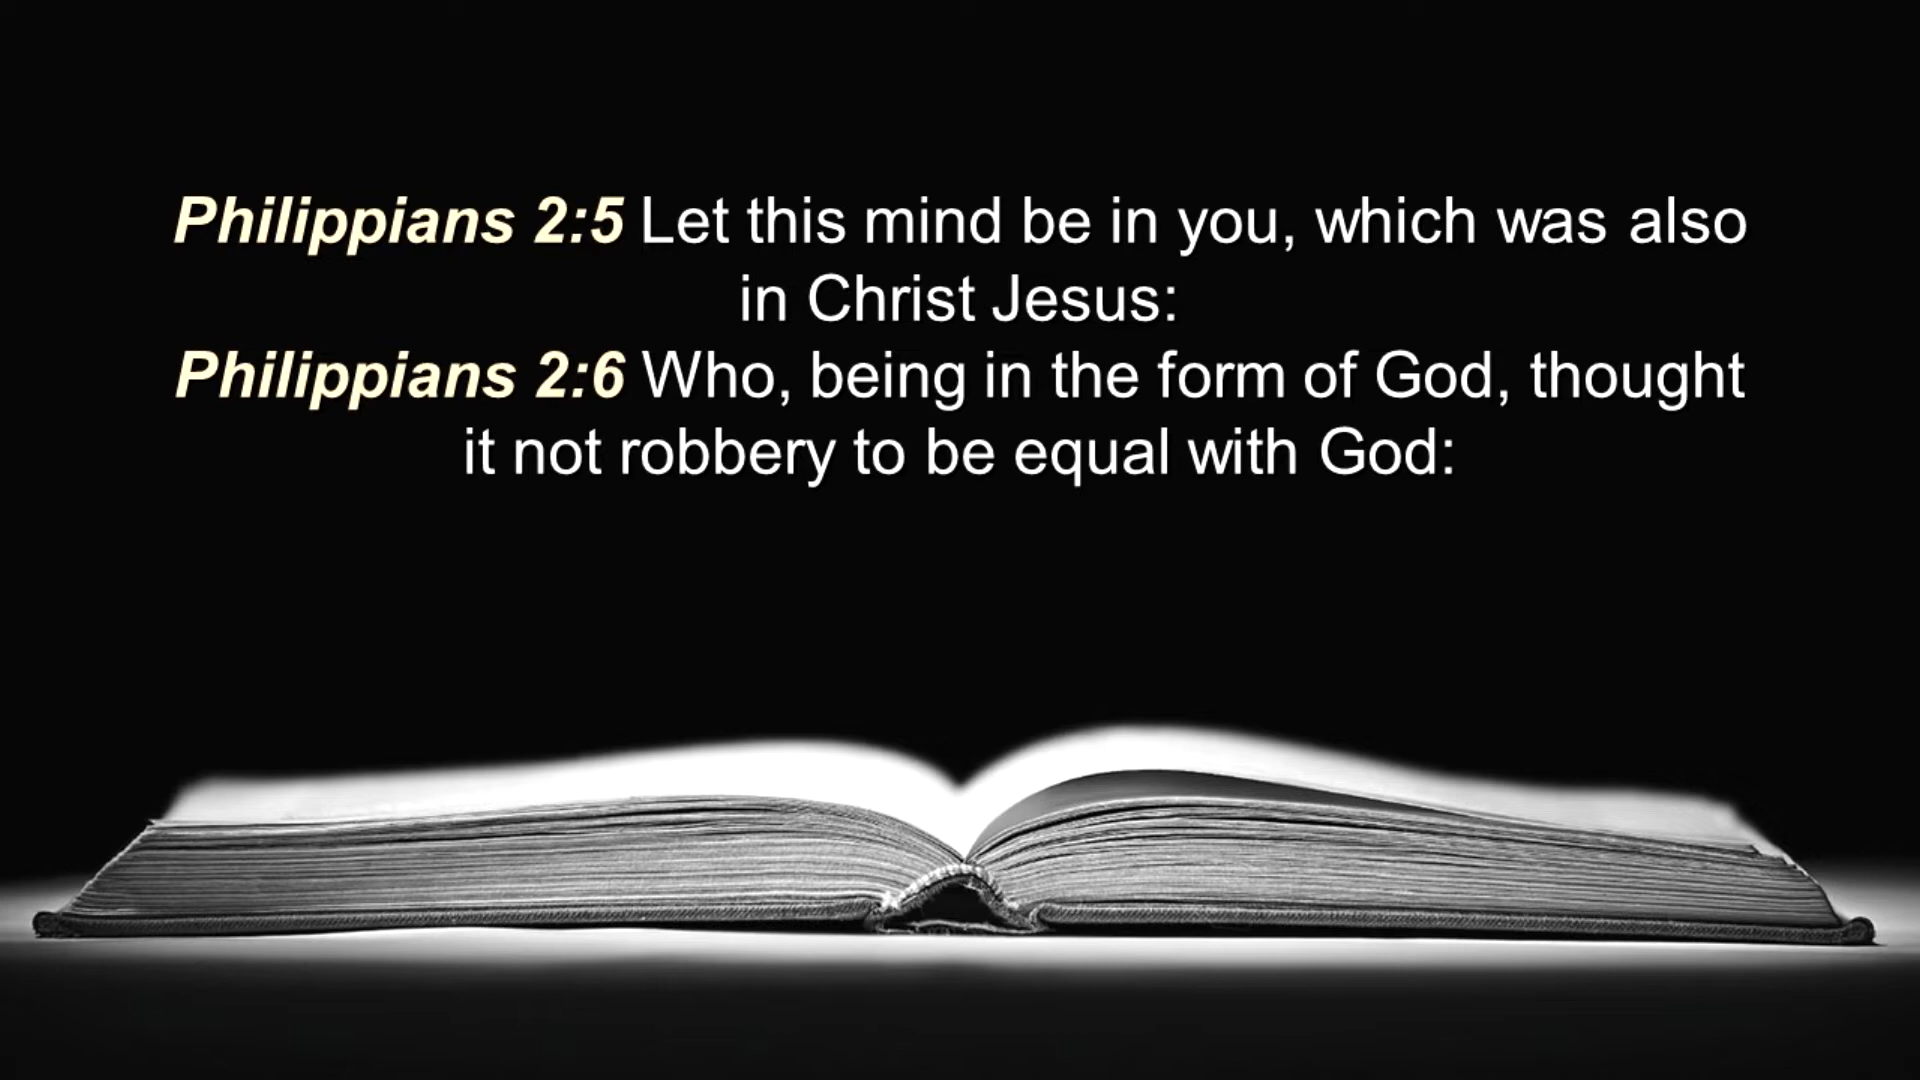 Philippians 2:5 Let this mind be in you, which was also
in Christ Jesus:
Philippians 2:6 Who, being in the form of God, thought
it not robbery to be equal with God: